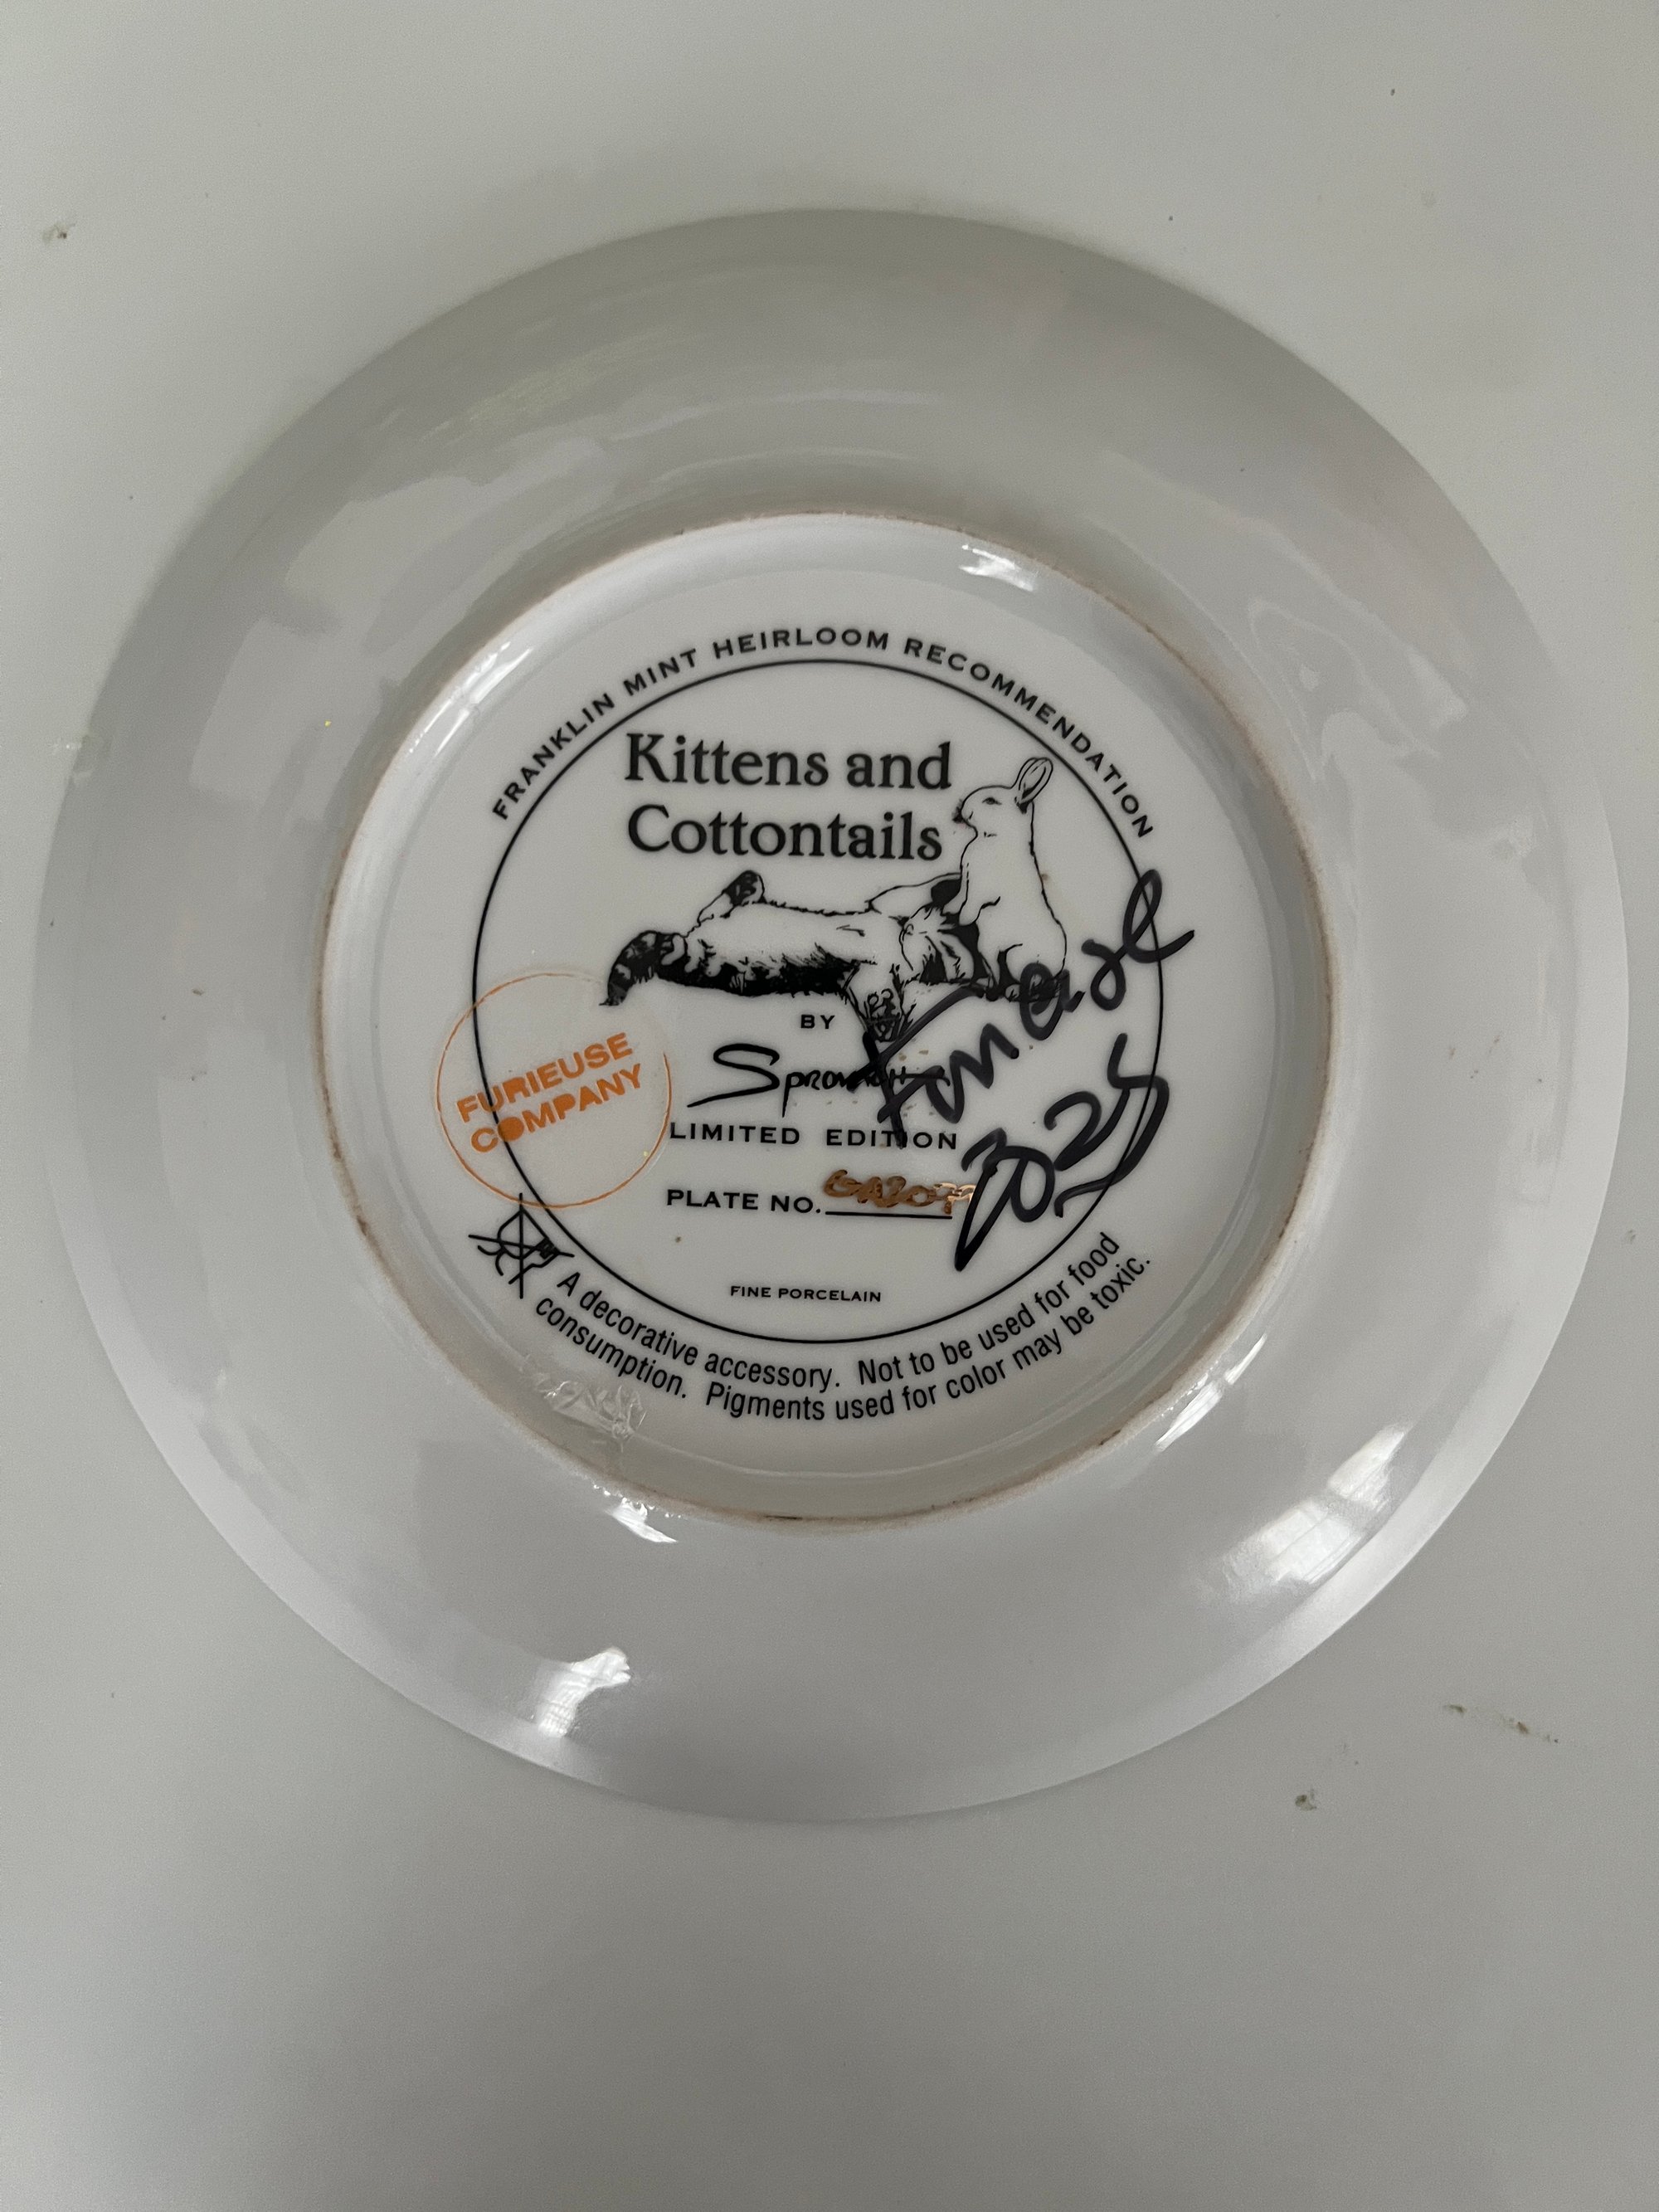 FRANKLIN MINT HEIRLOOM RECOMMENDATION
Kittens and
Cottontails
BY
LIMITED EDITION
PLATE NO.
FINE PORCELAIN
FURIEUSE
COMPANY
2025
A decorative accessory. Not to be used for food
consumption. Pigments used for color may be toxic.